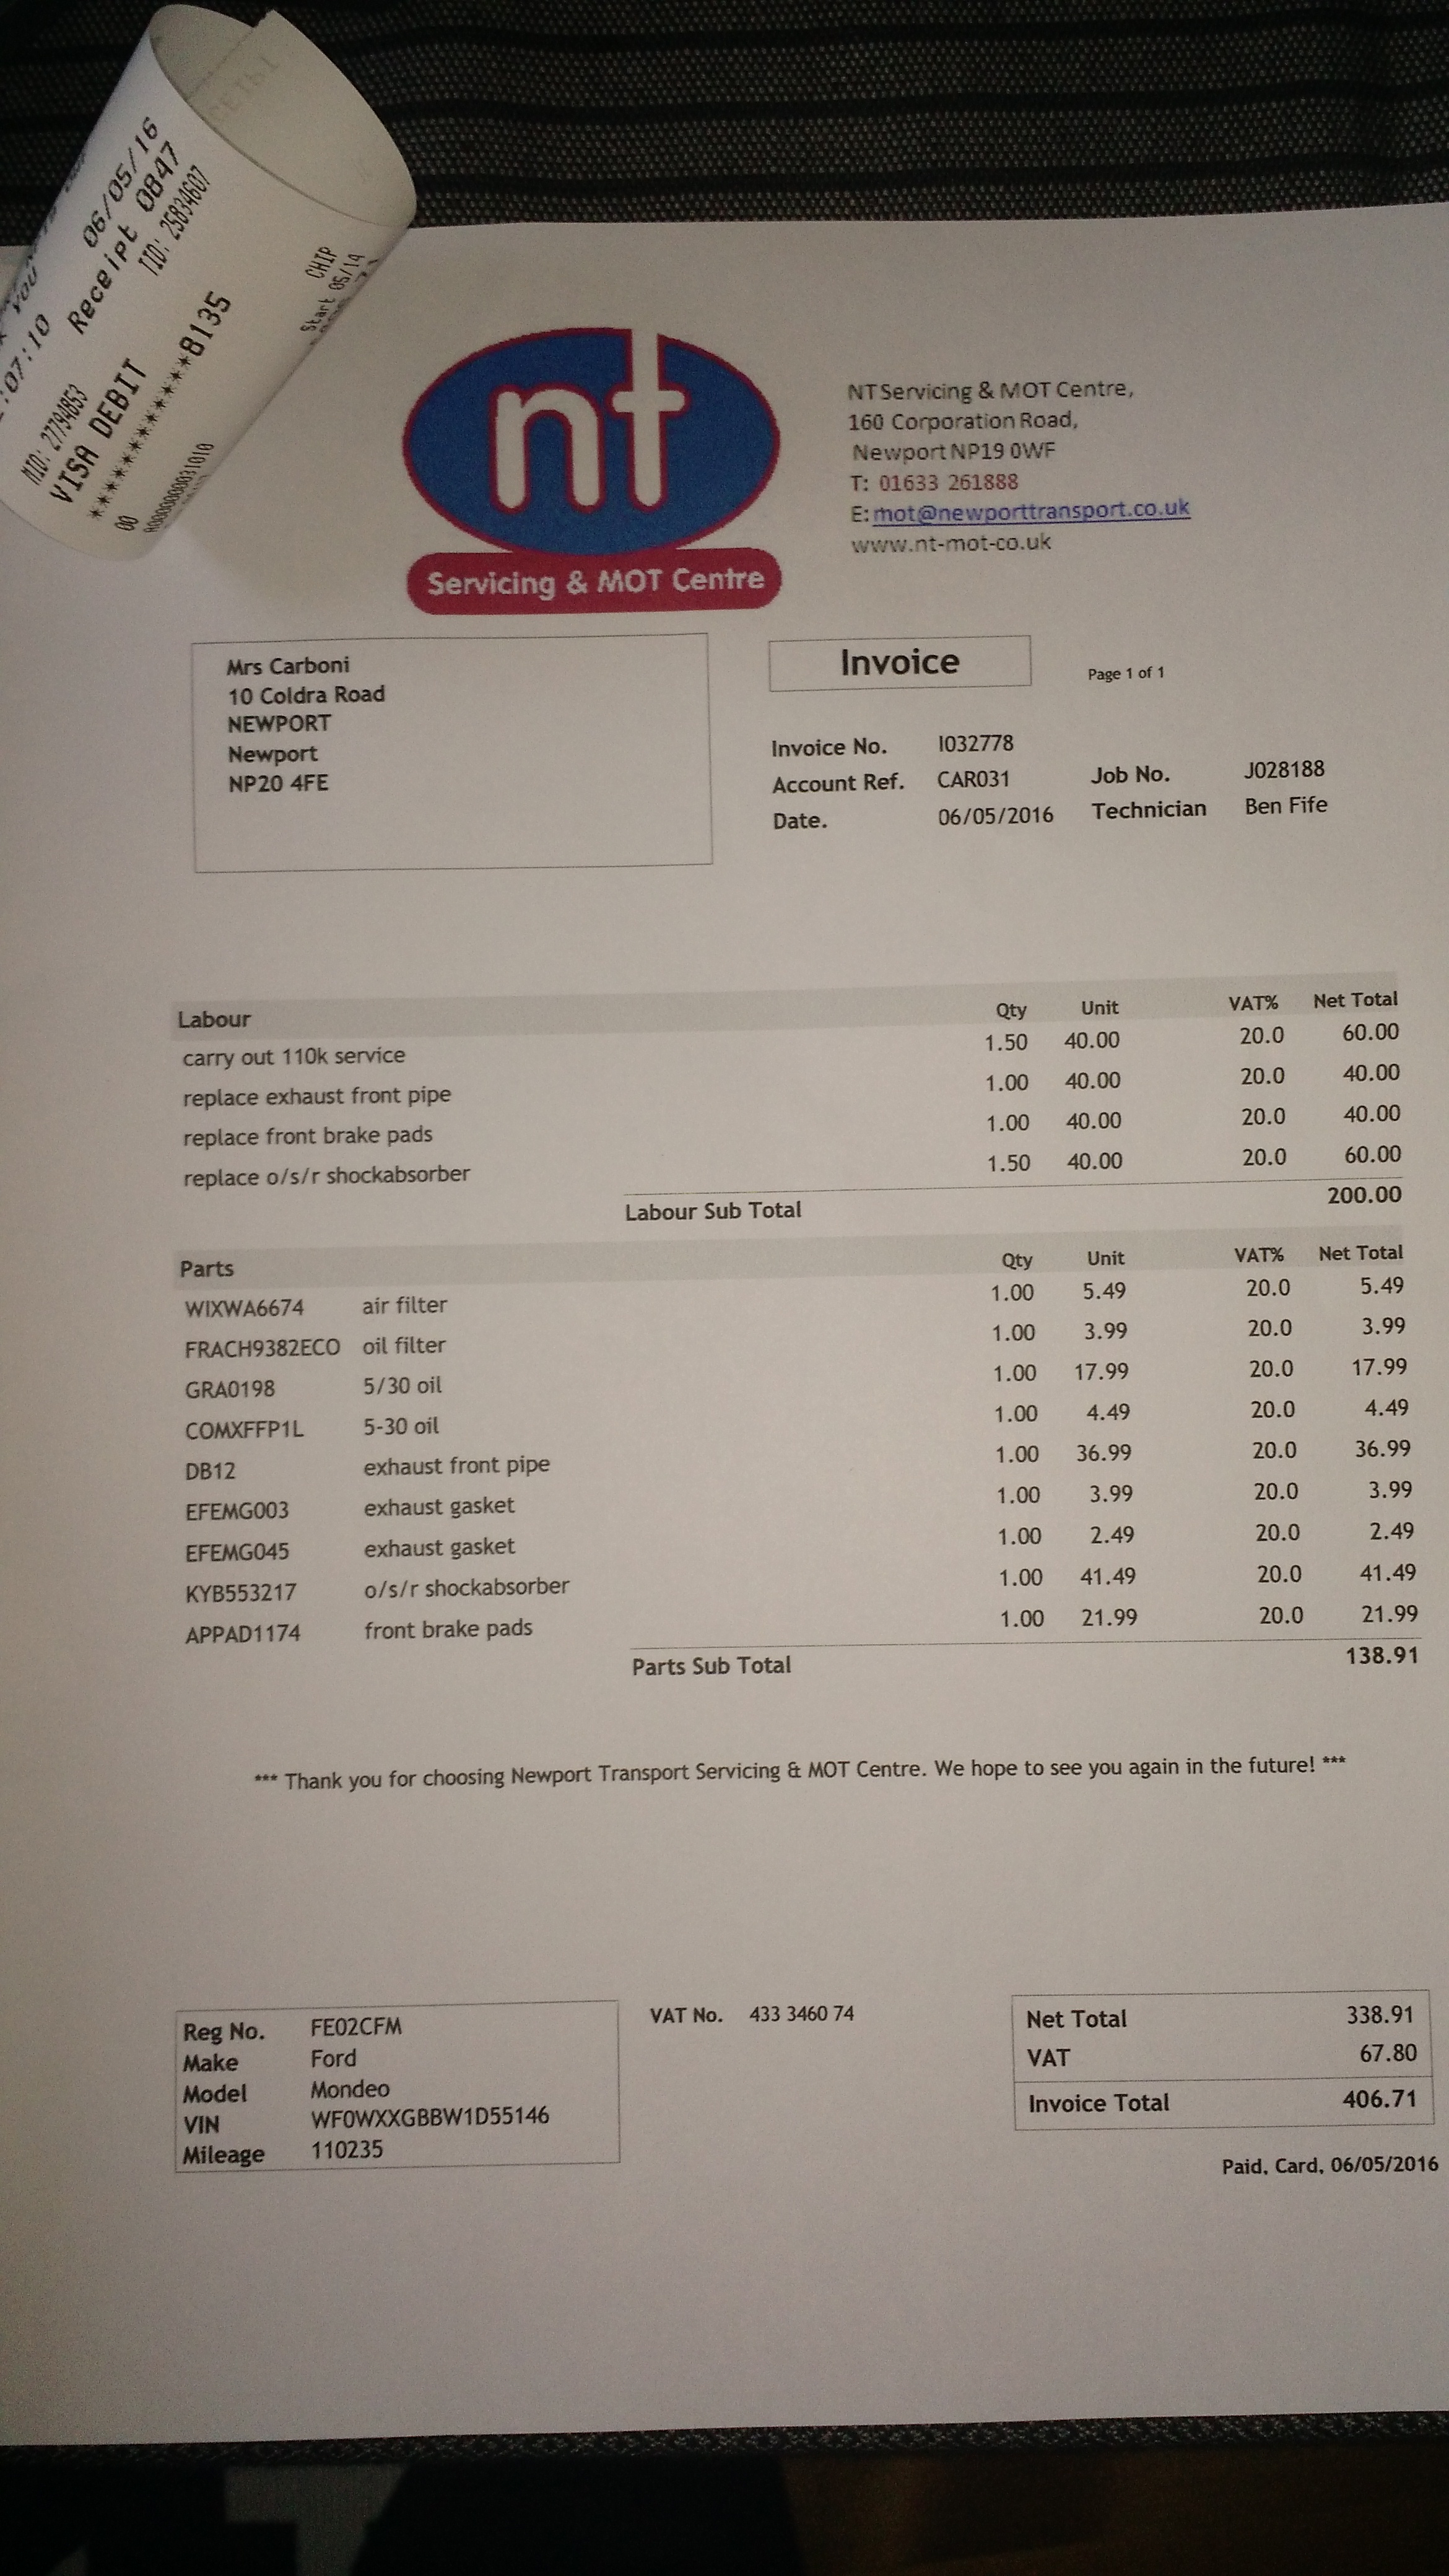 YOU
:07:10
06/05/16
Receipt 0847
MID: 27794853
TID: 25834607
VISA DEBIT
************8135
CHIP
00
Start 05/14
A0000000031010
nt
Servicing & MOT Centre
NT Servicing & MOT Centre,
160 Corporation Road,
Newport NP19 0WF
T: 01633 261888
E: mot@newporttransport.co.uk
www.nt-mot-co.uk
Mrs Carboni
10 Coldra Road
NEWPORT
Newport
NP20 4FE
Invoice
Page 1 of 1
Invoice No. I032778
Account Ref. CAR031 Job No. J028188
Date. 06/05/2016 Technician Ben Fife
Labour Qty Unit VAT% Net Total
carry out 110k service 1.50 40.00 20.0 60.00
replace exhaust front pipe 1.00 40.00 20.0 40.00
replace front brake pads 1.00 40.00 20.0 40.00
replace o/s/r shockabsorber 1.50 40.00 20.0 60.00
Labour Sub Total 200.00
Parts Qty Unit VAT% Net Total
WIXWA6674 air filter 1.00 5.49 20.0 5.49
FRACH9382ECO oil filter 1.00 3.99 20.0 3.99
GRA0198 5/30 oil 1.00 17.99 20.0 17.99
COMXFFP1L 5-30 oil 1.00 4.49 20.0 4.49
DB12 exhaust front pipe 1.00 36.99 20.0 36.99
EFEMG003 exhaust gasket 1.00 3.99 20.0 3.99
EFEMG045 exhaust gasket 1.00 2.49 20.0 2.49
KYB553217 o/s/r shockabsorber 1.00 41.49 20.0 41.49
APPAD1174 front brake pads 1.00 21.99 20.0 21.99
Parts Sub Total 138.91
*** Thank you for choosing Newport Transport Servicing & MOT Centre. We hope to see you again in the future! ***
Reg No. FE02CFM
Make Ford
Model Mondeo
VIN WF0WXXGBBW1D55146
Mileage 110235
VAT No. 433 3460 74
Net Total 338.91
VAT 67.80
Invoice Total 406.71
Paid, Card, 06/05/2016